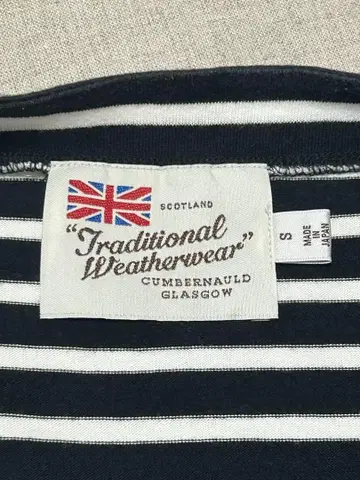 SCOTLAND
"Traditional
Weatherwear"
CUMBERNAULD
GLASGOW
S
MADE
IN
JAPAN